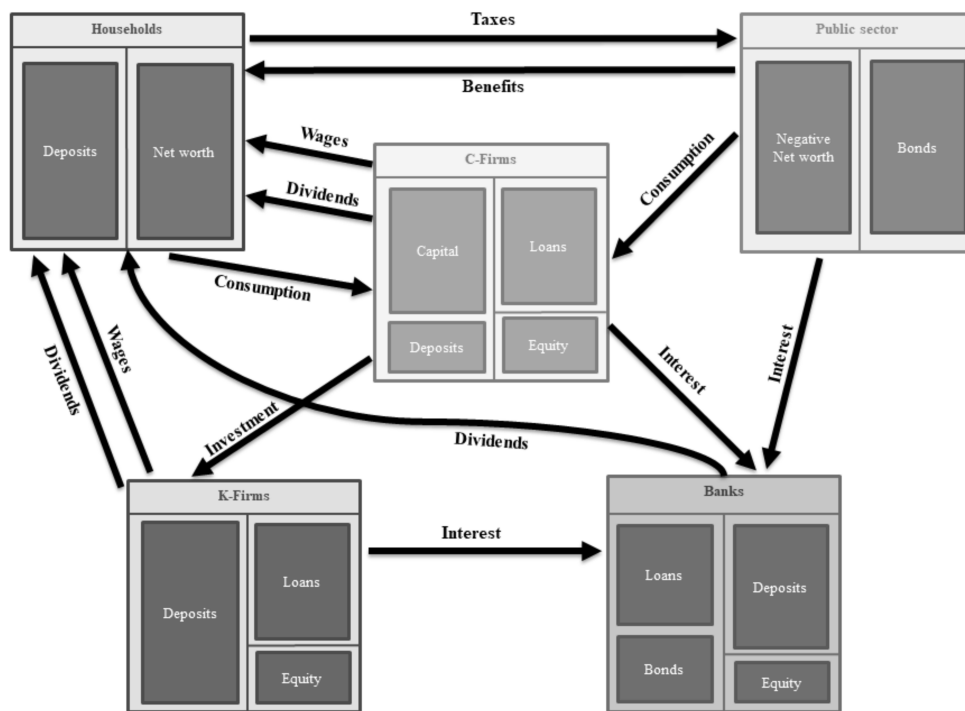 Households
Taxes
Public sector
Benefits
Deposits
Net worth
Wages
C-Firms
Dividends
Consumption
Negative
Net worth
Bonds
Capital
Loans
Consumption
Deposits
Equity
Interest
Interest
Wages
Dividends
Investment
Dividends
K-Firms
Banks
Interest
Deposits
Loans
Equity
Loans
Deposits
Bonds
Equity